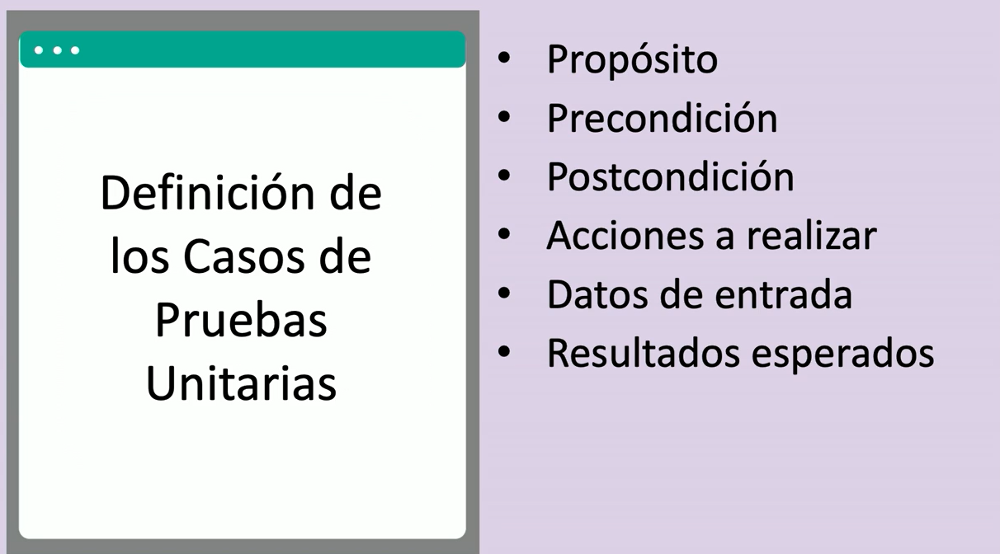 Definición de
los Casos de
Pruebas
Unitarias
• Propósito
• Precondición
• Postcondición
• Acciones a realizar
• Datos de entrada
• Resultados esperados